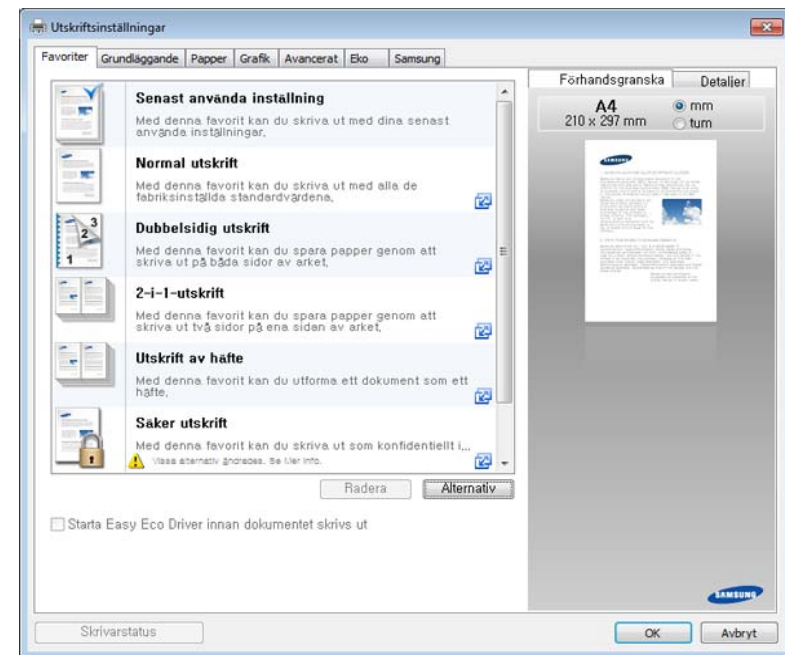 Utskriftsinställningar
Favoriter Grundläggande Papper Grafik Avancerat Eko Samsung
Senast använda inställning
Med denna favorit kan du skriva ut med dina senast
använda inställningar.
Normal utskrift
Med denna favorit kan du skriva ut med alla de
fabriksinställda standardvärdena.
Dubbelsidig utskrift
Med denna favorit kan du spara papper genom att
skriva ut på båda sidor av arket.
2-i-1-utskrift
Med denna favorit kan du spara papper genom att
skriva ut två sidor på ena sidan av arket.
Utskrift av häfte
Med denna favorit kan du utforma ett dokument som ett
häfte.
Säker utskrift
Med denna favorit kan du skriva ut som konfidentiellt i...
Vissa alternativ ändrades. Se Mer info.
Radera Alternativ
Starta Easy Eco Driver innan dokumentet skrivs ut
Förhandsgranska Detaljer
A4
210 x 297 mm
mm
tum
SAMSUNG
SAMSUNG
Skrivarstatus
OK Avbryt